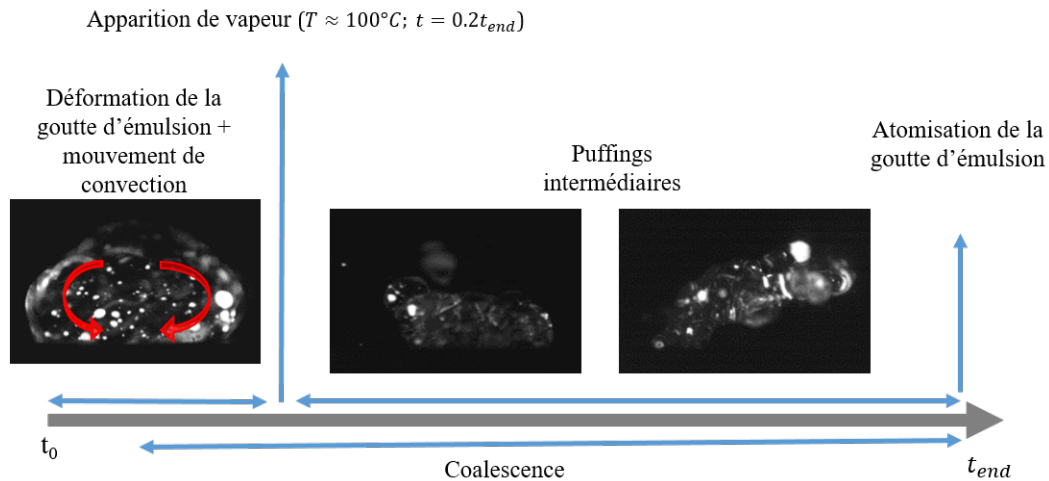 Apparition de vapeur (T ≈ 100°C; t = 0.2t_end)
Déformation de la
goutte d’émulsion +
mouvement de
convection
Puffings
intermédiaires
Atomisation de la
goutte d’émulsion
t_0
Coalescence
t_end